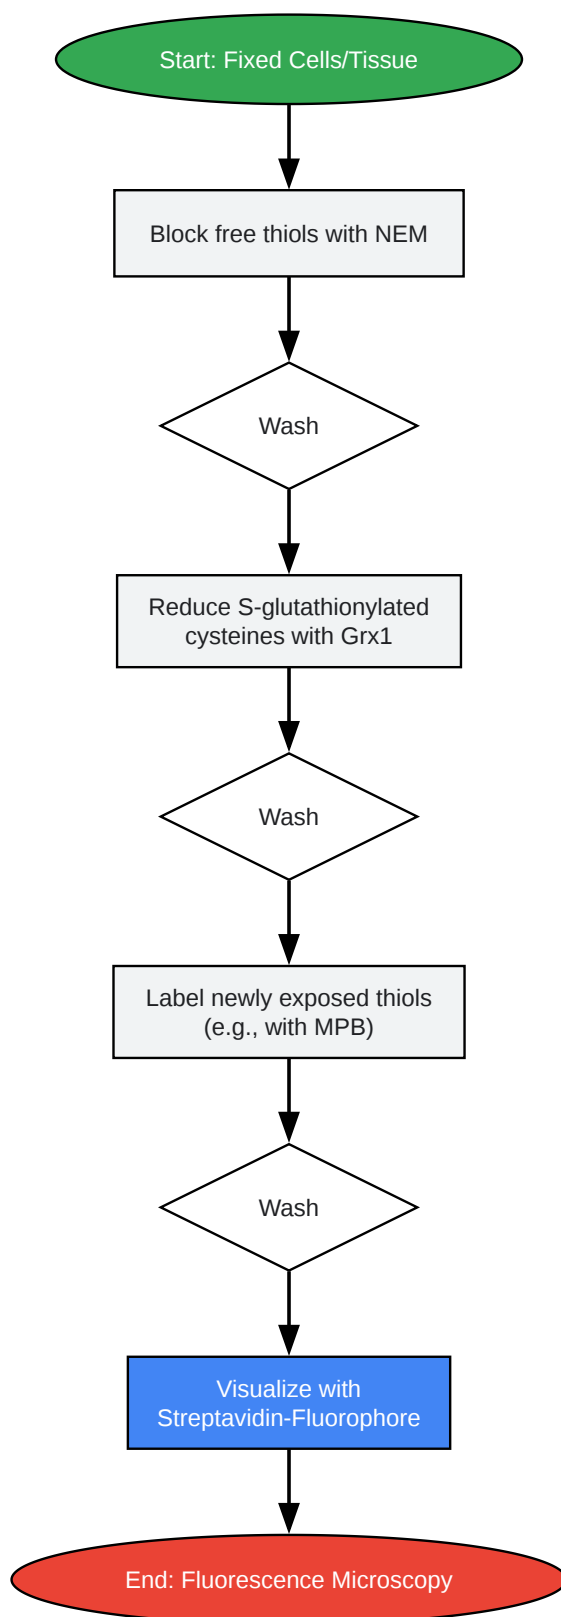 Start: Fixed Cells/Tissue
Block free thiols with NEM
Wash
Reduce S-glutathionylated
cysteines with Grx1
Wash
Label newly exposed thiols
(e.g., with MPB)
Wash
Visualize with
Streptavidin-Fluorophore
End: Fluorescence Microscopy